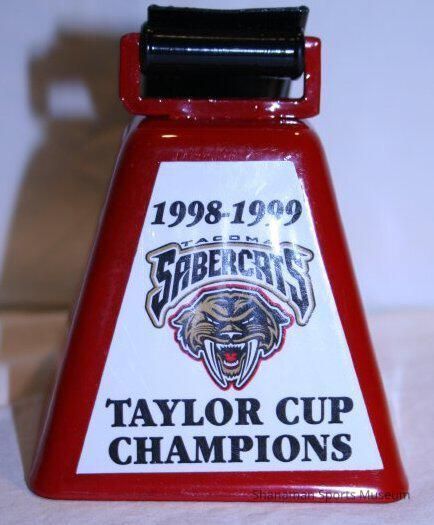 1998-1999
TACOMA
SABERCATS
TAYLOR CUP
CHAMPIONS
Shanaman Sports Museum